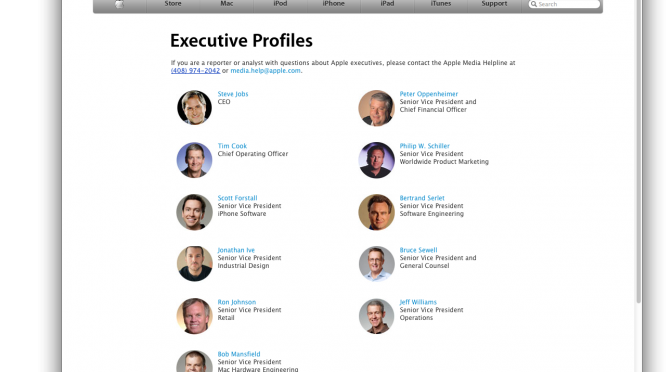 Store Mac iPod iPhone iPad iTunes Support Search
Executive Profiles
If you are a reporter or analyst with questions about Apple executives, please contact the Apple Media Helpline at
(408) 974-2042 or media.help@apple.com.
Steve Jobs
CEO
Peter Oppenheimer
Senior Vice President and
Chief Financial Officer
Tim Cook
Chief Operating Officer
Philip W. Schiller
Senior Vice President
Worldwide Product Marketing
Scott Forstall
Senior Vice President
iPhone Software
Bertrand Serlet
Senior Vice President
Software Engineering
Jonathan Ive
Senior Vice President
Industrial Design
Bruce Sewell
Senior Vice President and
General Counsel
Ron Johnson
Senior Vice President
Retail
Jeff Williams
Senior Vice President
Operations
Bob Mansfield
Senior Vice President
Mac Hardware Engineering